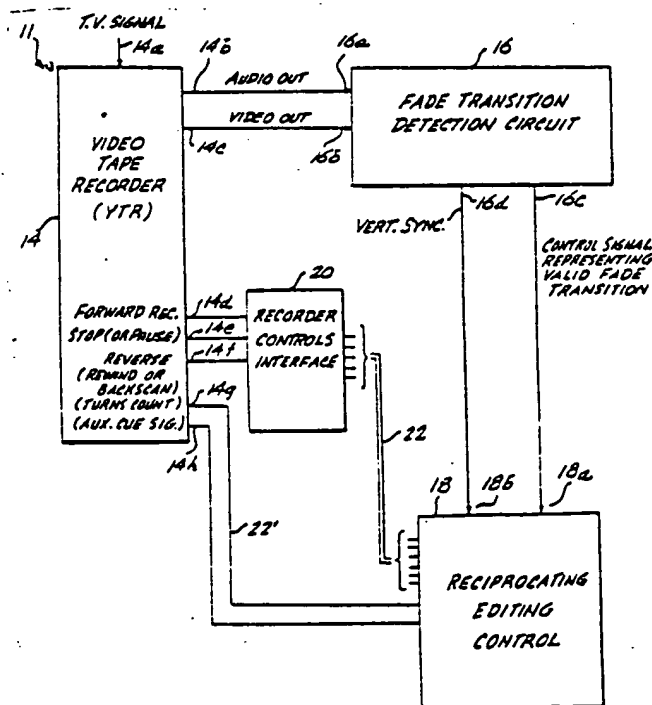 T.V. SIGNAL
11
14a
14b
16a
16
AUDIO OUT
VIDEO OUT
14c
16b
FADE TRANSITION
DETECTION CIRCUIT
VIDEO
TAPE
RECORDER
(VTR)
14
16d
16c
VERT. SYNC.
CONTROL SIGNAL
REPRESENTING
VALID FADE
TRANSITION
20
FORWARD REC.
14d
RECORDER
STOP (OR PAUSE)
14e
CONTROLS
REVERSE
14f
INTERFACE
(REWIND OR
BACKSCAN)
14g
(TURNS COUNT)
(AUX. CUE SIG.)
14h
22
22'
18
18b
18a
RECIPROCATING
EDITING
CONTROL